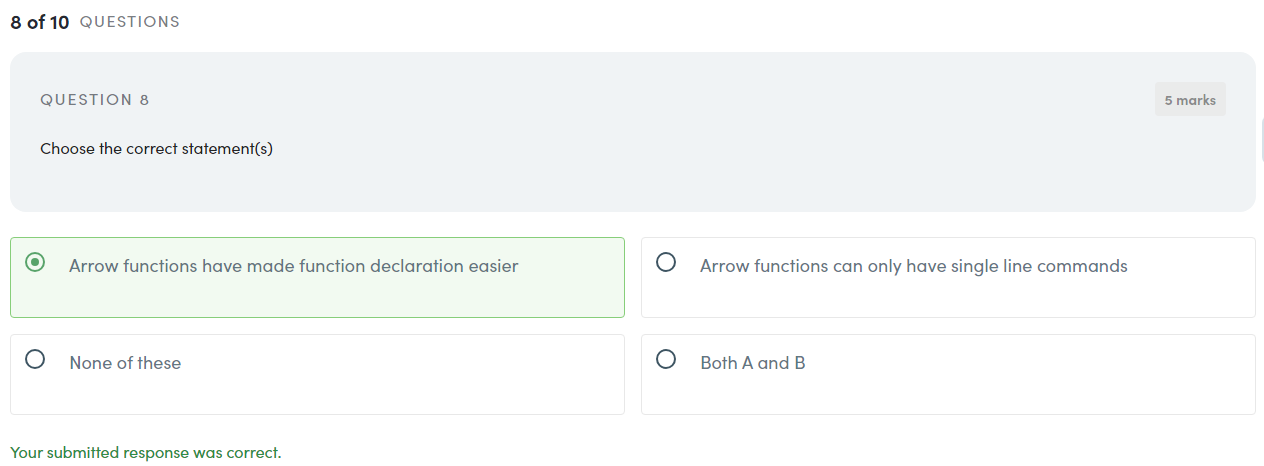 8 of 10 QUESTIONS
QUESTION 8
5 marks
Choose the correct statement(s)
Arrow functions have made function declaration easier
Arrow functions can only have single line commands
None of these
Both A and B
Your submitted response was correct.